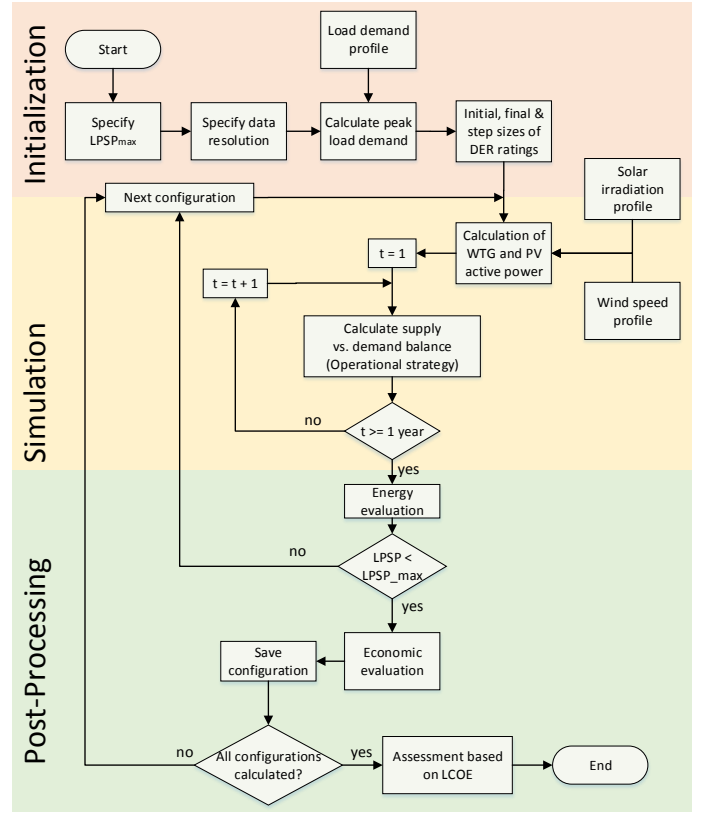 Initialization
Start
Load demand
profile
Specify
LPSPmax
Specify data
resolution
Calculate peak
load demand
Initial, final &
step sizes of
DER ratings
Next configuration
Solar
irradiation
profile
Simulation
t = 1
Calculation of
WTG and PV
active power
t = t + 1
Wind speed
profile
Calculate supply
vs. demand balance
(Operational strategy)
no
t >= 1 year
yes
Post-Processing
Energy
evaluation
no
LPSP <
LPSP_max
yes
Save
configuration
Economic
evaluation
no
All configurations
calculated?
yes
Assessment based
on LCOE
End